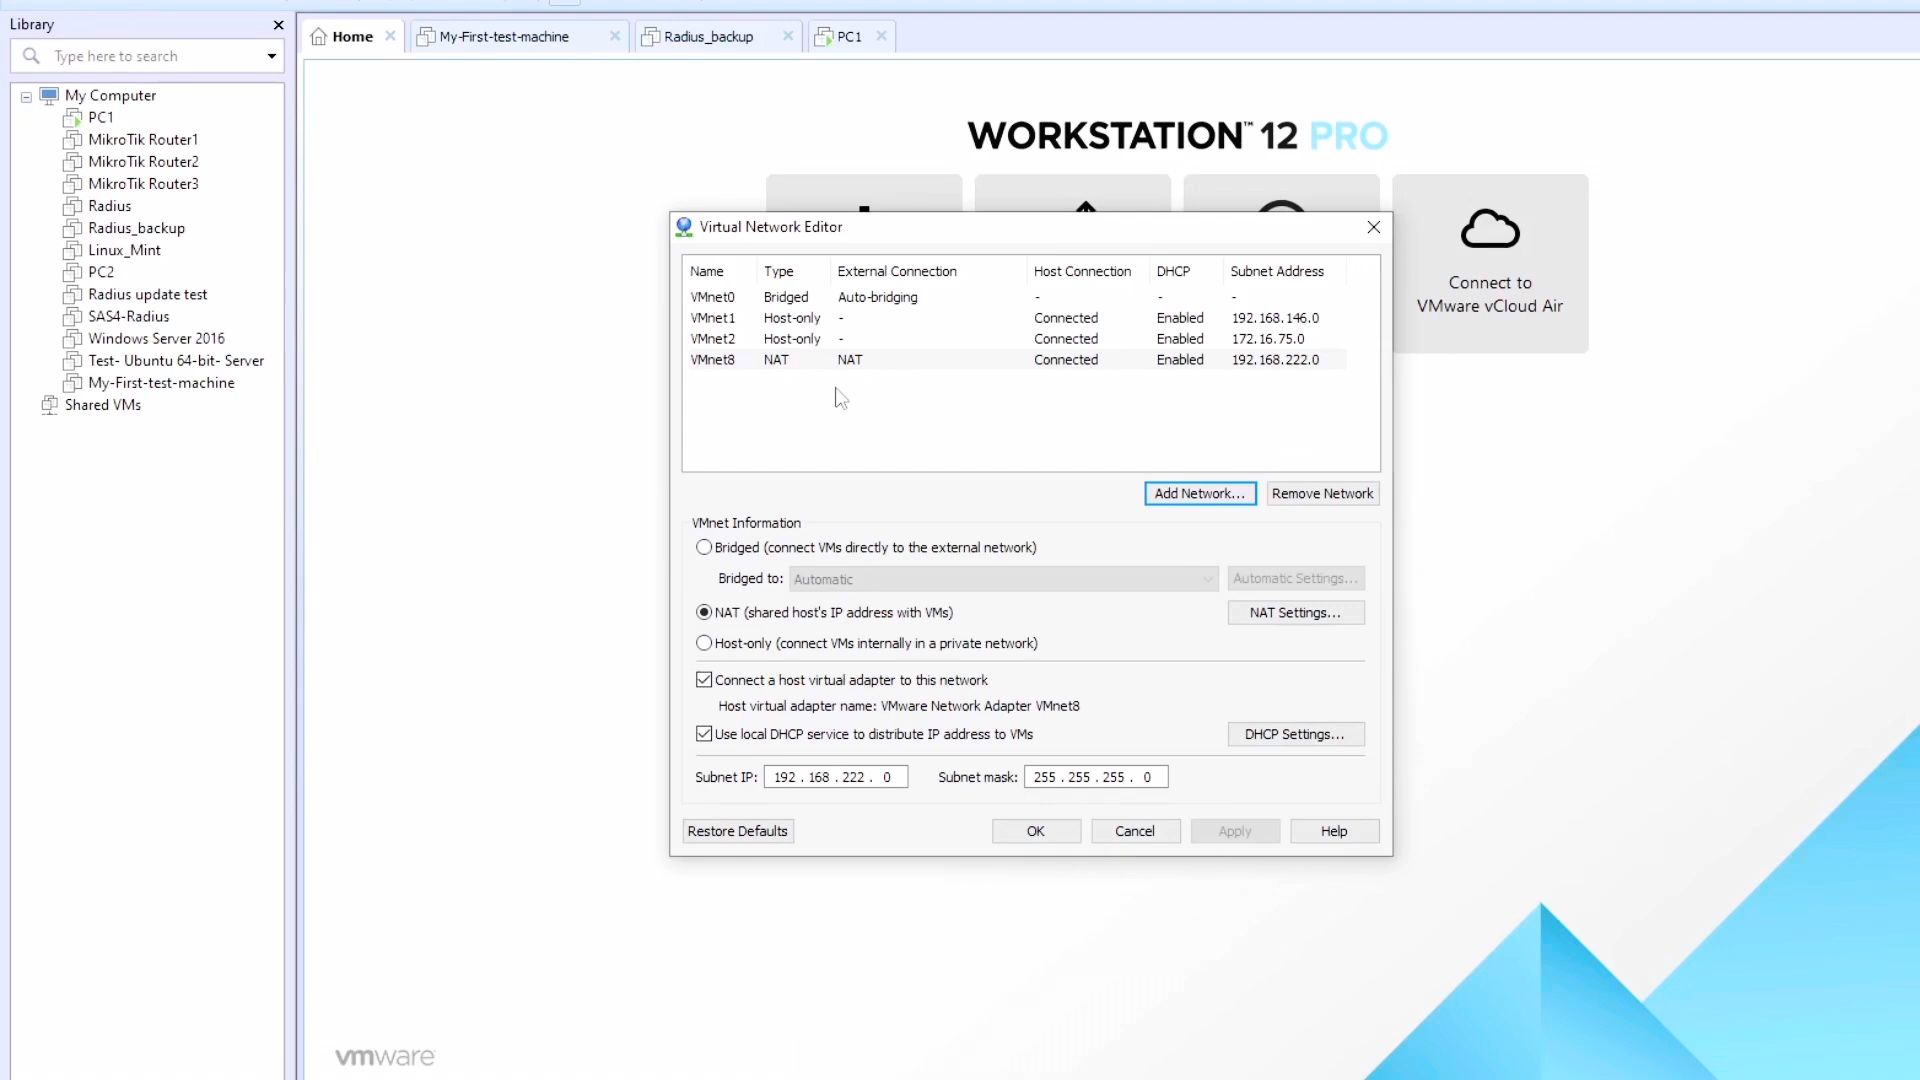 Library
Type here to search
My Computer
PC1
MikroTik Router1
MikroTik Router2
MikroTik Router3
Radius
Radius_backup
Linux_Mint
PC2
Radius update test
SAS4-Radius
Windows Server 2016
Test- Ubuntu 64-bit- Server
My-First-test-machine
Shared VMs
Home My-First-test-machine Radius_backup PC1
WORKSTATION™ 12 PRO
Connect to
VMware vCloud Air
Virtual Network Editor
Name Type External Connection Host Connection DHCP Subnet Address
VMnet0 Bridged Auto-bridging - - -
VMnet1 Host-only - Connected Enabled 192.168.146.0
VMnet2 Host-only - Connected Enabled 172.16.75.0
VMnet8 NAT NAT Connected Enabled 192.168.222.0
Add Network... Remove Network
VMnet Information
Bridged (connect VMs directly to the external network)
Bridged to: Automatic Automatic Settings...
NAT (shared host's IP address with VMs) NAT Settings...
Host-only (connect VMs internally in a private network)
Connect a host virtual adapter to this network
Host virtual adapter name: VMware Network Adapter VMnet8
Use local DHCP service to distribute IP address to VMs DHCP Settings...
Subnet IP: 192 . 168 . 222 . 0 Subnet mask: 255 . 255 . 255 . 0
Restore Defaults OK Cancel Apply Help
vmware